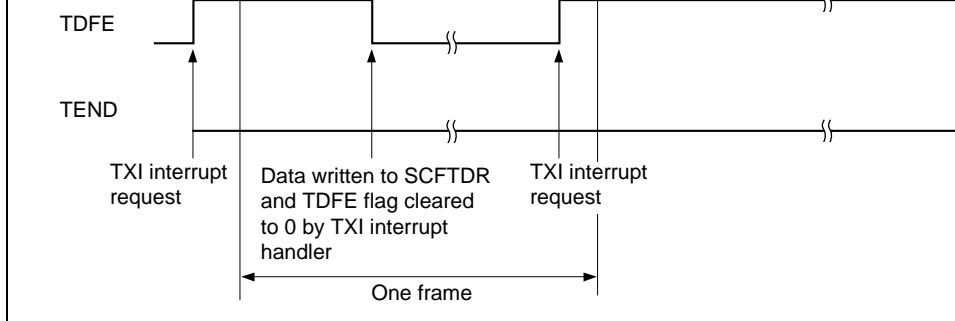 TDFE
TEND
TXI interrupt
request
Data written to SCFTDR
and TDFE flag cleared
to 0 by TXI interrupt
handler
TXI interrupt
request
One frame